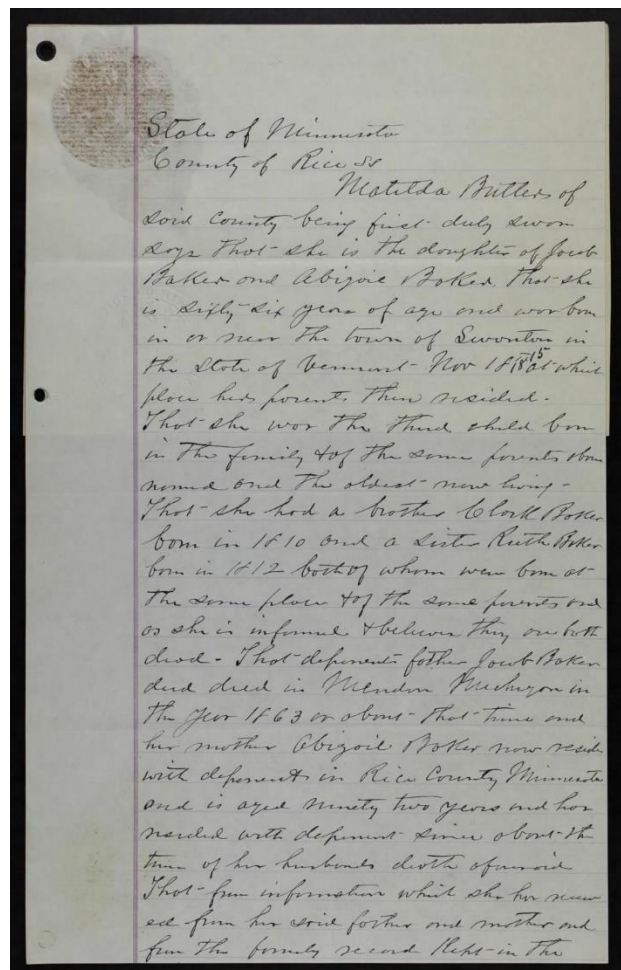 State of Minnesota
County of Rice ss
Matilda Butlers of
said County being first duly sworn
says that she is the daughter of Jacob
Baker and Abigail Baker. That she
is sixty six years of age and was born
in or near the town of Swanton in
the State of Vermont Nov 1815 at which
place her parents then resided.
That she was the third child born
in the family & of the same parents above
named and the oldest now living -
That she had a brother Clark Baker
born in 1810 and a sister Ruth Baker
born in 1812 both of whom were born at
the same place & of the same parents and
as she is informed & believes they are both
dead - That deponents father Jacob Baker
died in Mendon Michigan in
the year 1863 or about that time and
her mother Abigail Baker now resides
with deponents in Rice County Minnesota
and is aged ninety two years and has
resided with deponent since about the
time of her husbands death aforesaid
That from information which she has receiv
ed from her said father and mother and
from the family record kept in the